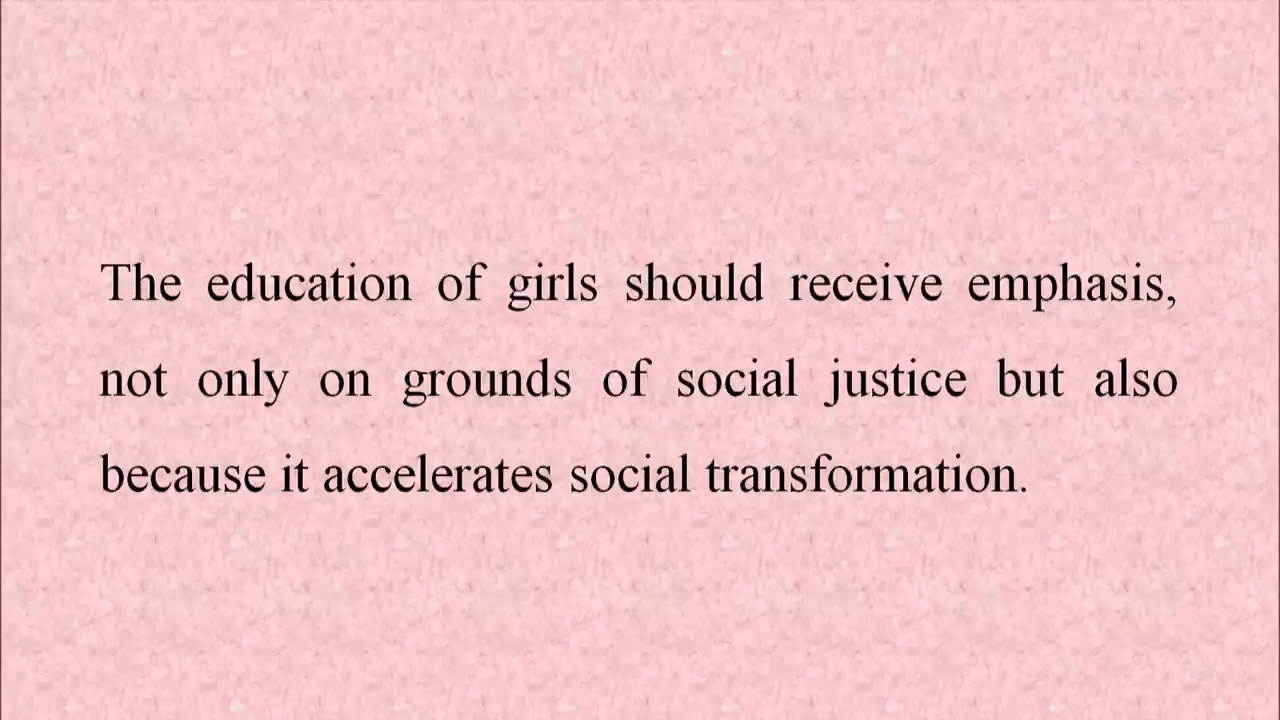 The education of girls should receive emphasis,
not only on grounds of social justice but also
because it accelerates social transformation.